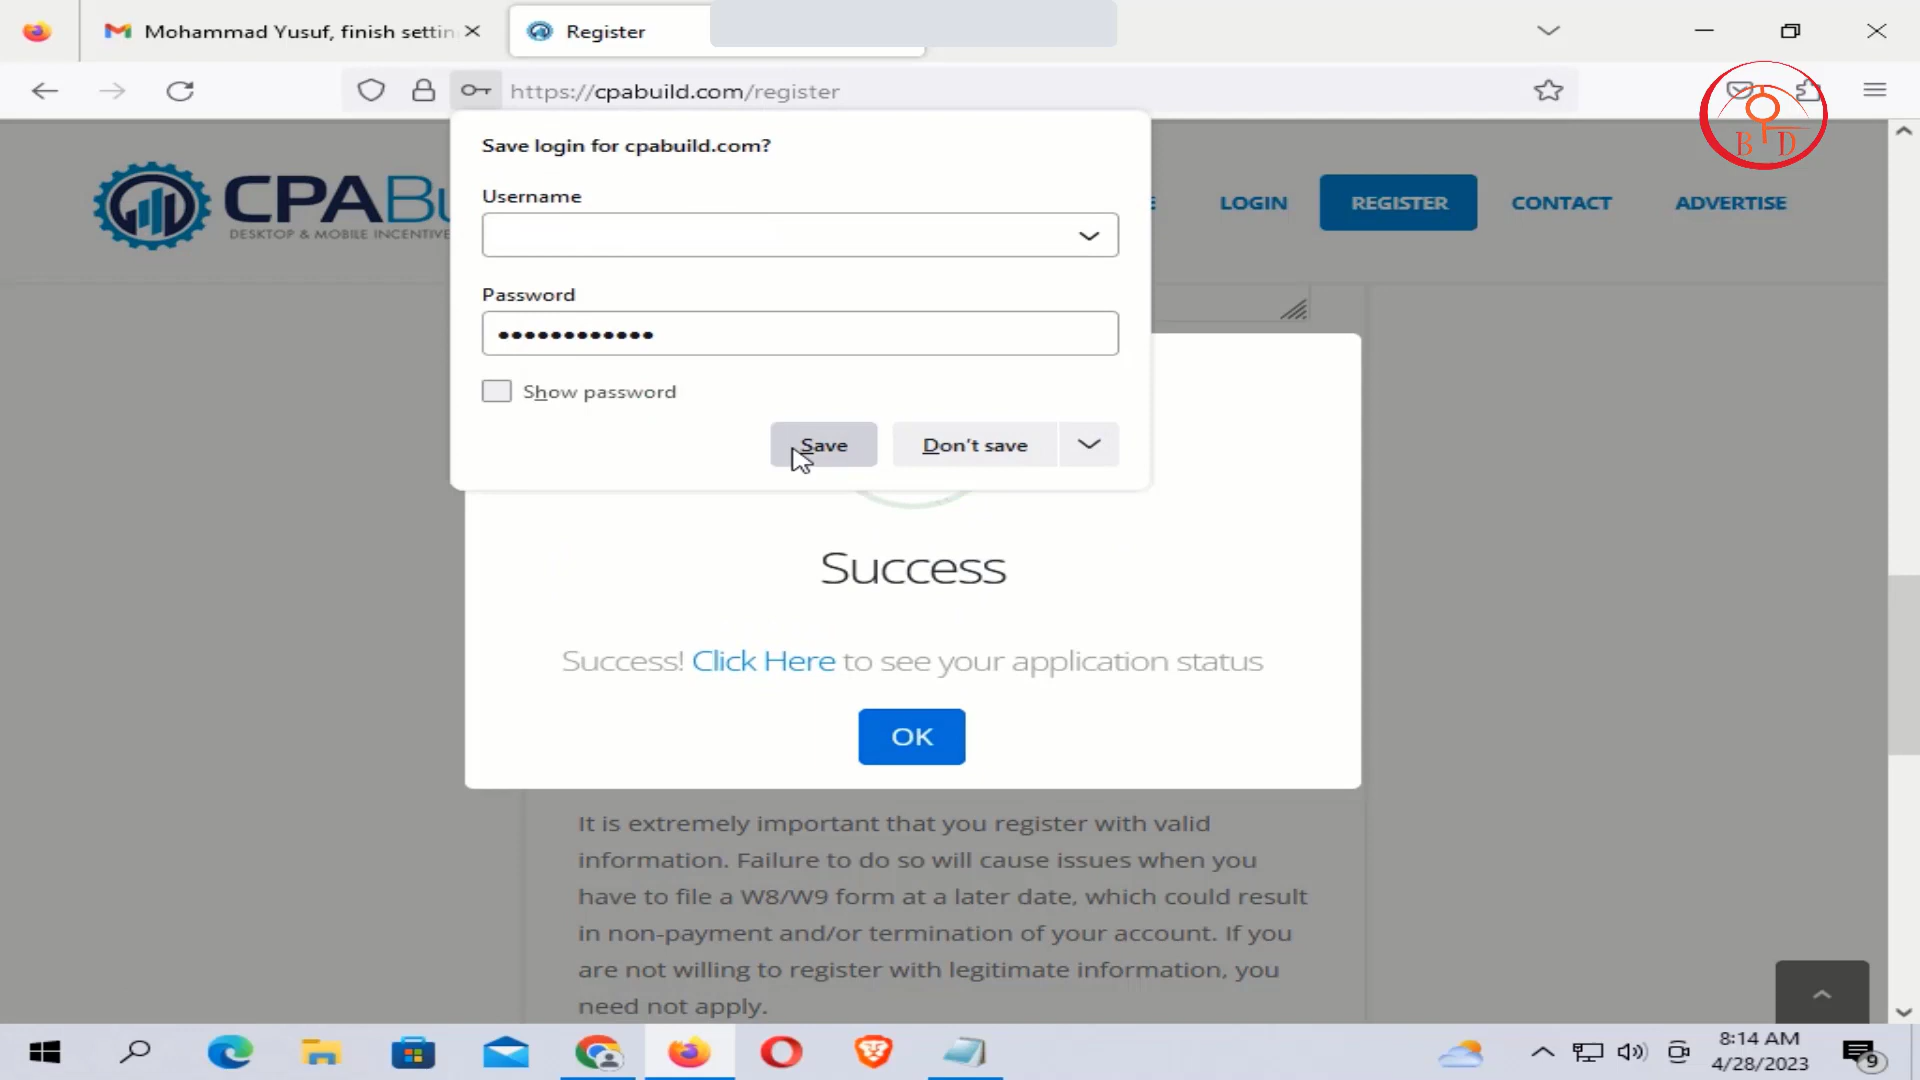 Mohammad Yusuf, finish settin
Register
https://cpabuild.com/register
B D
Save login for cpabuild.com?
Username
Password
Show password
Save
Don't save
CPABu
DESKTOP & MOBILE INCENTIVE
E
LOGIN
REGISTER
CONTACT
ADVERTISE
Success
Success! Click Here to see your application status
OK
It is extremely important that you register with valid
information. Failure to do so will cause issues when you
have to file a W8/W9 form at a later date, which could result
in non-payment and/or termination of your account. If you
are not willing to register with legitimate information, you
need not apply.
8:14 AM
4/28/2023
9